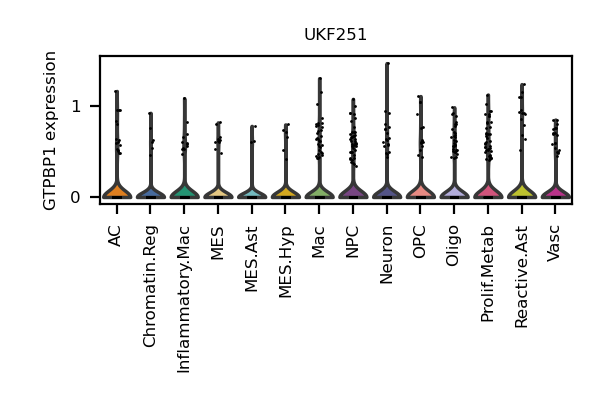 UKF251
GTPBP1 expression
1
0
AC
Chromatin.Reg
Inflammatory.Mac
MES
MES.Ast
MES.Hyp
Mac
NPC
Neuron
OPC
Oligo
Prolif.Metab
Reactive.Ast
Vasc